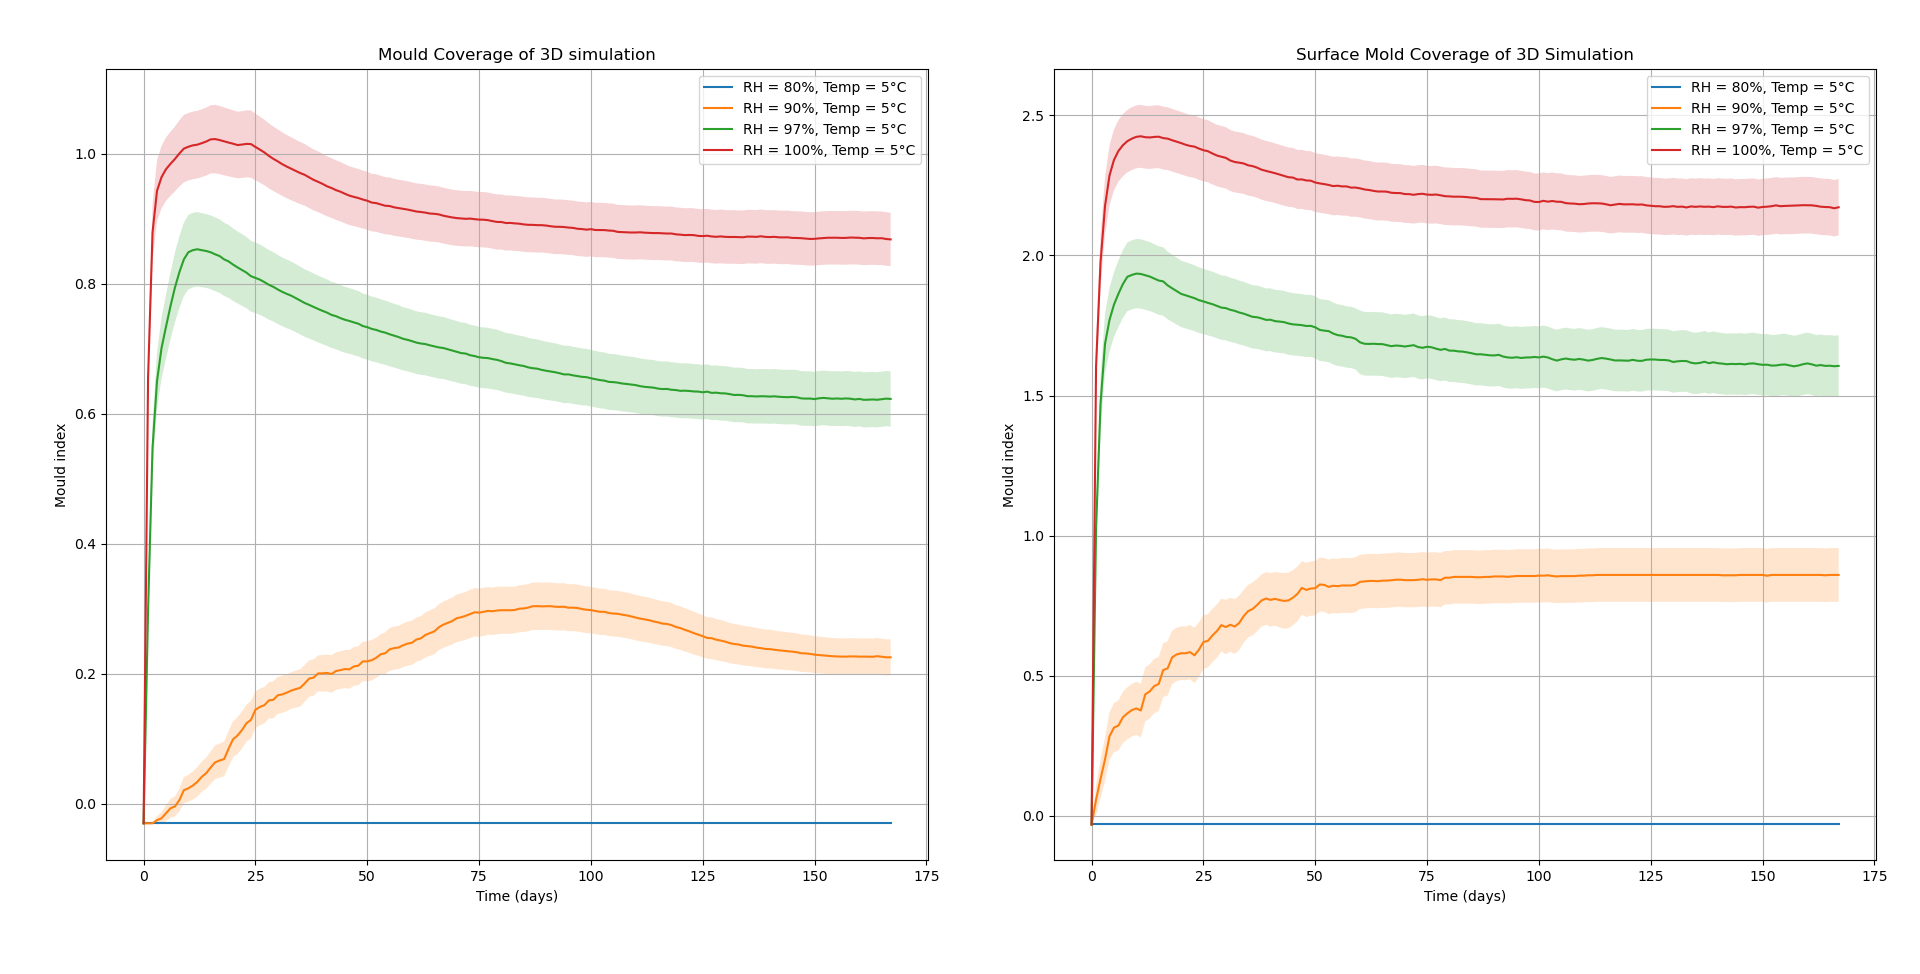 Mould Coverage of 3D simulation
RH = 80%, Temp = 5°C
RH = 90%, Temp = 5°C
RH = 97%, Temp = 5°C
RH = 100%, Temp = 5°C
Mould index
1.0
0.8
0.6
0.4
0.2
0.0
0 25 50 75 100 125 150 175
Time (days)
Surface Mold Coverage of 3D Simulation
RH = 80%, Temp = 5°C
RH = 90%, Temp = 5°C
RH = 97%, Temp = 5°C
RH = 100%, Temp = 5°C
Mould index
2.5
2.0
1.5
1.0
0.5
0.0
0 25 50 75 100 125 150 175
Time (days)